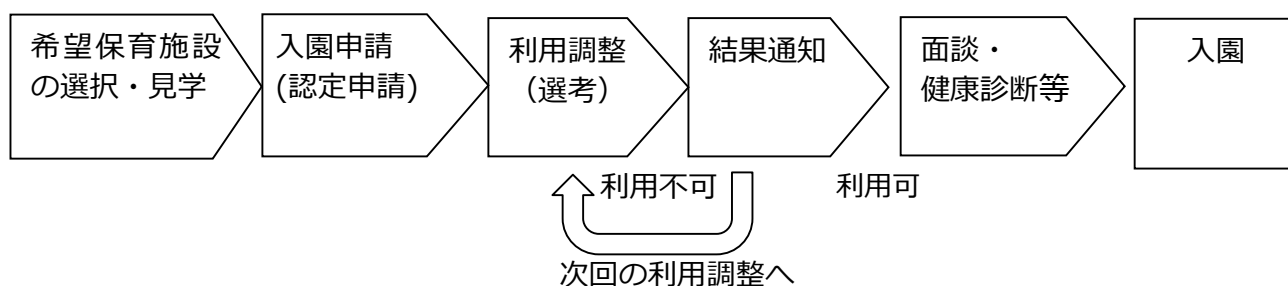 希望保育施設
の選択・見学
入園申請
(認定申請)
利用調整
（選考）
結果通知
面談・
健康診断等
入園
利用不可
利用可
次回の利用調整へ